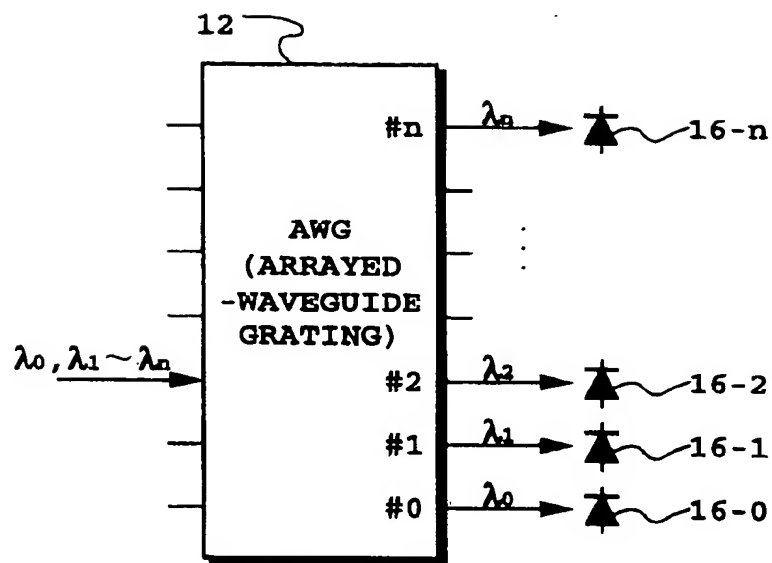 12
#n λn 16-n
AWG
(ARRAYED
-WAVEGUIDE
GRATING)
λ0, λ1~λn
#2 λ2 16-2
#1 λ1 16-1
#0 λ0 16-0